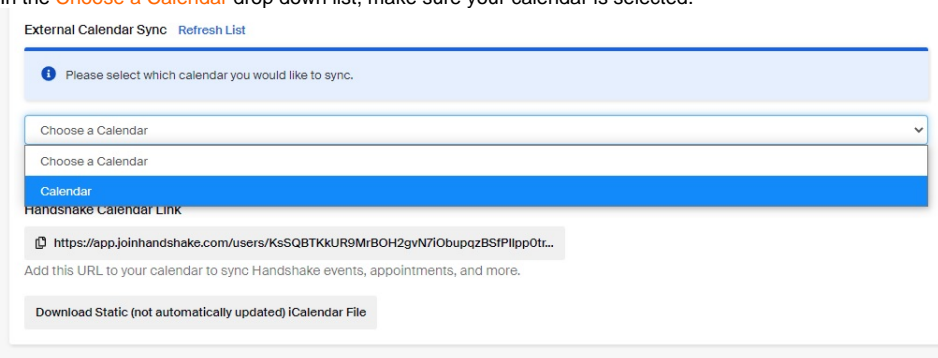 in the Choose a Calendar drop down list, make sure your calendar is selected.
External Calendar Sync Refresh List
Please select which calendar you would like to sync.
Choose a Calendar
Choose a Calendar
Calendar
Handshake Calendar Link
https://app.joinhandshake.com/users/KsSQBTKkUR9MrBOH2gvN7iObupqzBSfPIlpp0tr...
Add this URL to your calendar to sync Handshake events, appointments, and more.
Download Static (not automatically updated) iCalendar File